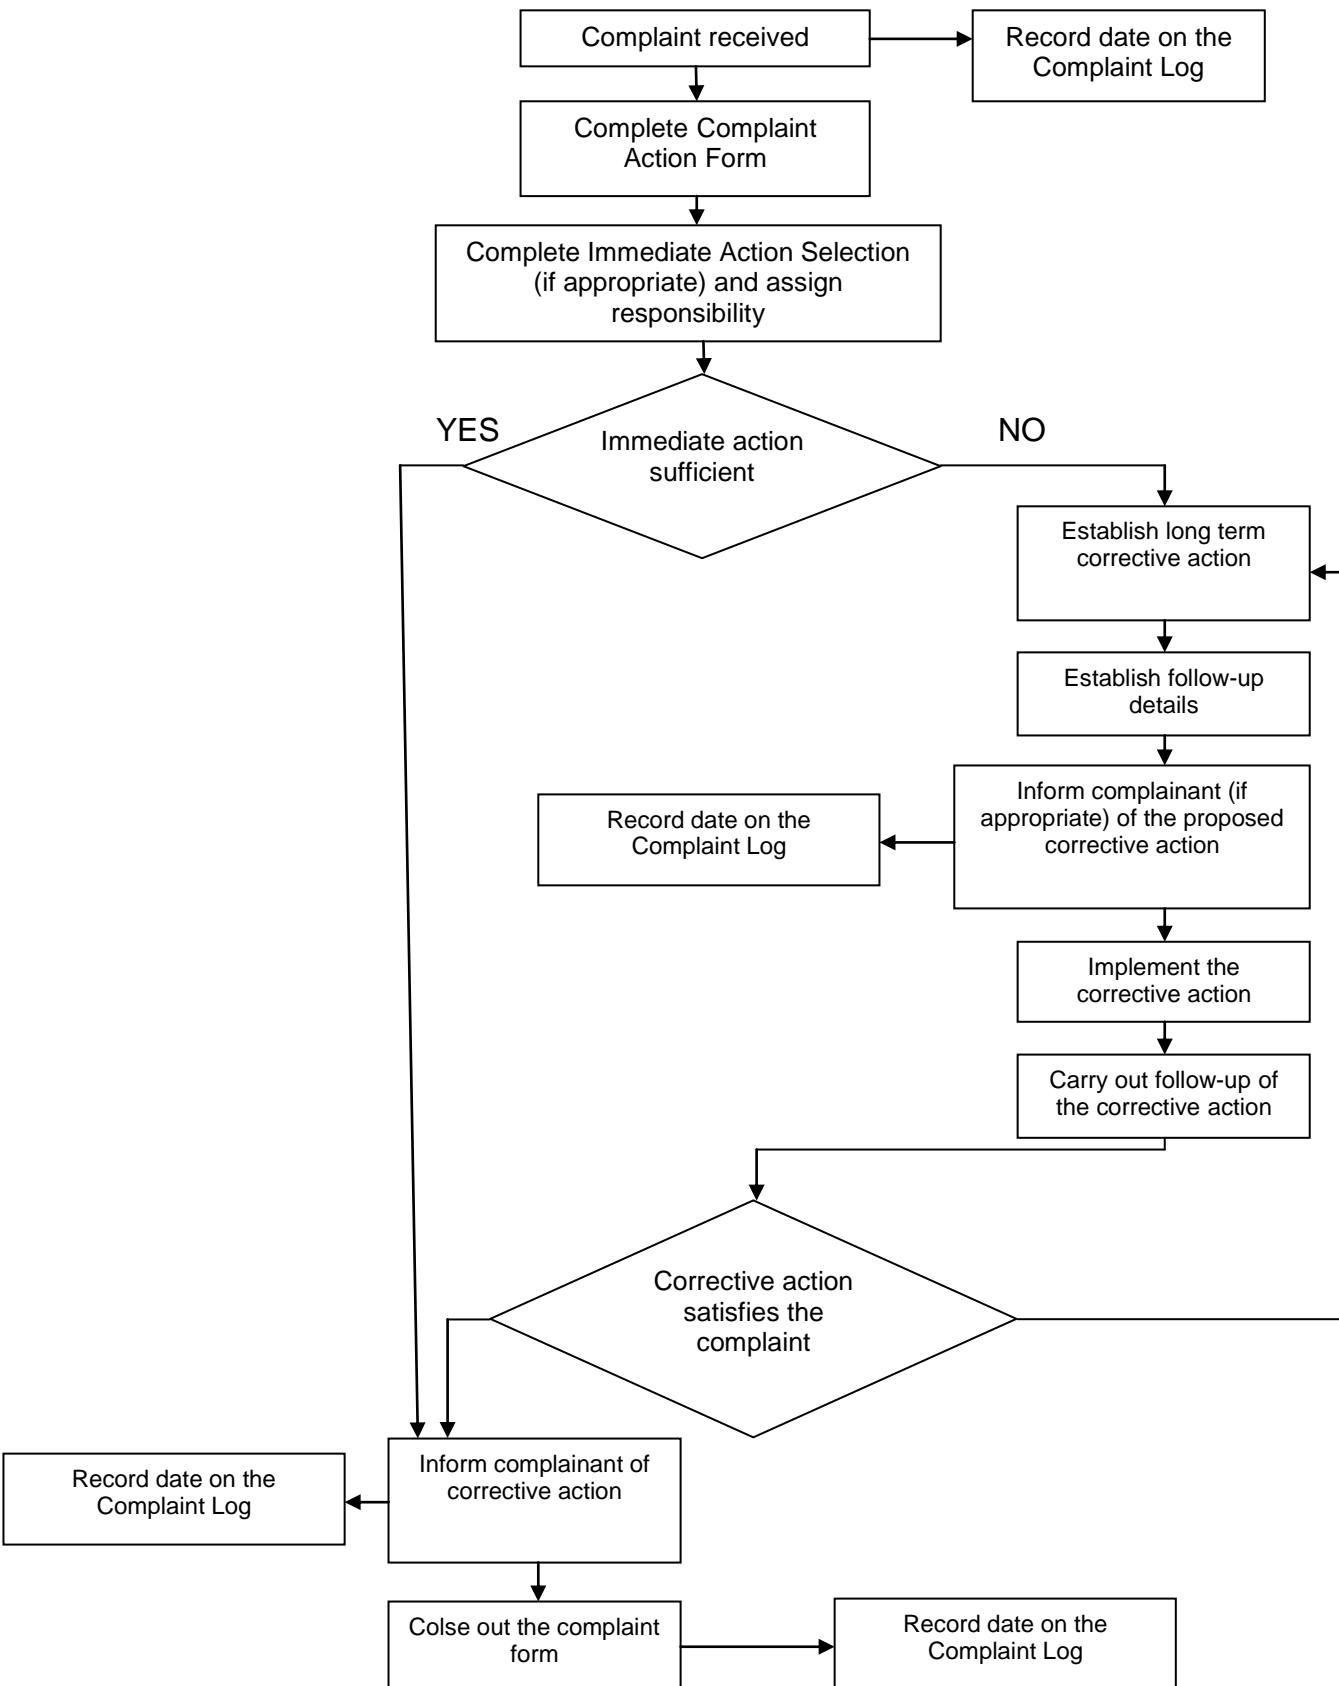 Complaint received
Record date on the
Complaint Log
Complete Complaint
Action Form
Complete Immediate Action Selection
(if appropriate) and assign
responsibility
YES
Immediate action
sufficient
NO
Establish long term
corrective action
Establish follow-up
details
Inform complainant (if
appropriate) of the proposed
corrective action
Record date on the
Complaint Log
Implement the
corrective action
Carry out follow-up of
the corrective action
Corrective action
satisfies the
complaint
Inform complainant of
corrective action
Record date on the
Complaint Log
Colse out the complaint
form
Record date on the
Complaint Log